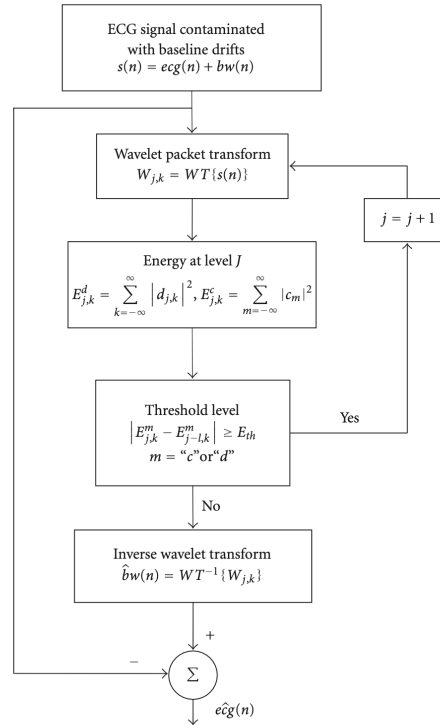 ECG signal contaminated
with baseline drifts
s(n) = ecg(n) + bw(n)
Wavelet packet transform
W_{j,k} = WT{s(n)}
j = j + 1
Energy at level J
E^d_{j,k} = ∑_{k=−∞}^{∞} |d_{j,k}|^2, E^c_{j,k} = ∑_{m=−∞}^{∞} |c_m|^2
Threshold level
|E^m_{j,k} − E^m_{j-l,k}| ≥ E_{th}
m = “c”or“d”
Yes
No
Inverse wavelet transform
b̂w(n) = WT^{−1}{W_{j,k}}
+
−
∑
eĉg(n)